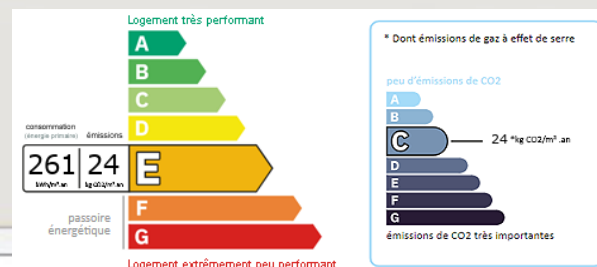 Logement très performant
A
B
C
D
consommation
(énergie primaire)
émissions
261
24
E
kWh/m².an
kg CO2/m².an
F
G
passoire
énergétique
Logement extrêmement peu performant
* Dont émissions de gaz à effet de serre
peu d'émissions de CO2
A
B
C
24 *kg CO2/m² .an
D
E
F
G
émissions de CO2 très importantes